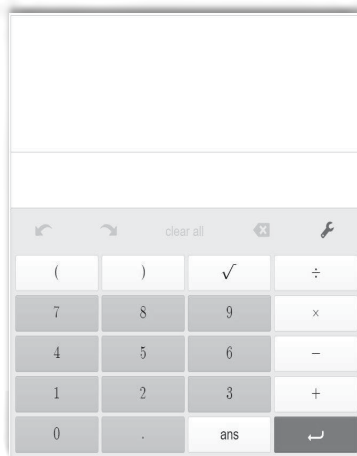 clear all
( ) √ ÷
7 8 9 ×
4 5 6 −
1 2 3 +
0 . ans